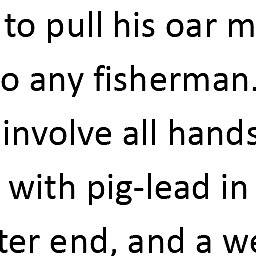 to pull his oar m
o any fisherman.
involve all hands
with pig-lead in
ter end, and a we